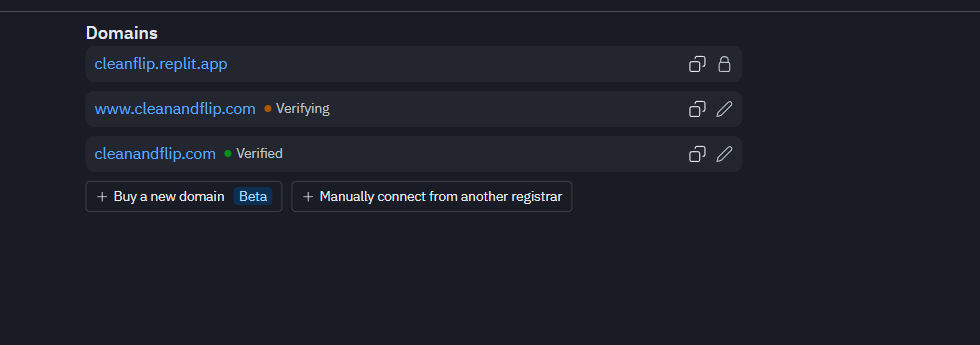 Domains
cleanflip.replit.app
www.cleanandflip.com Verifying
cleanandflip.com Verified
+ Buy a new domain Beta + Manually connect from another registrar